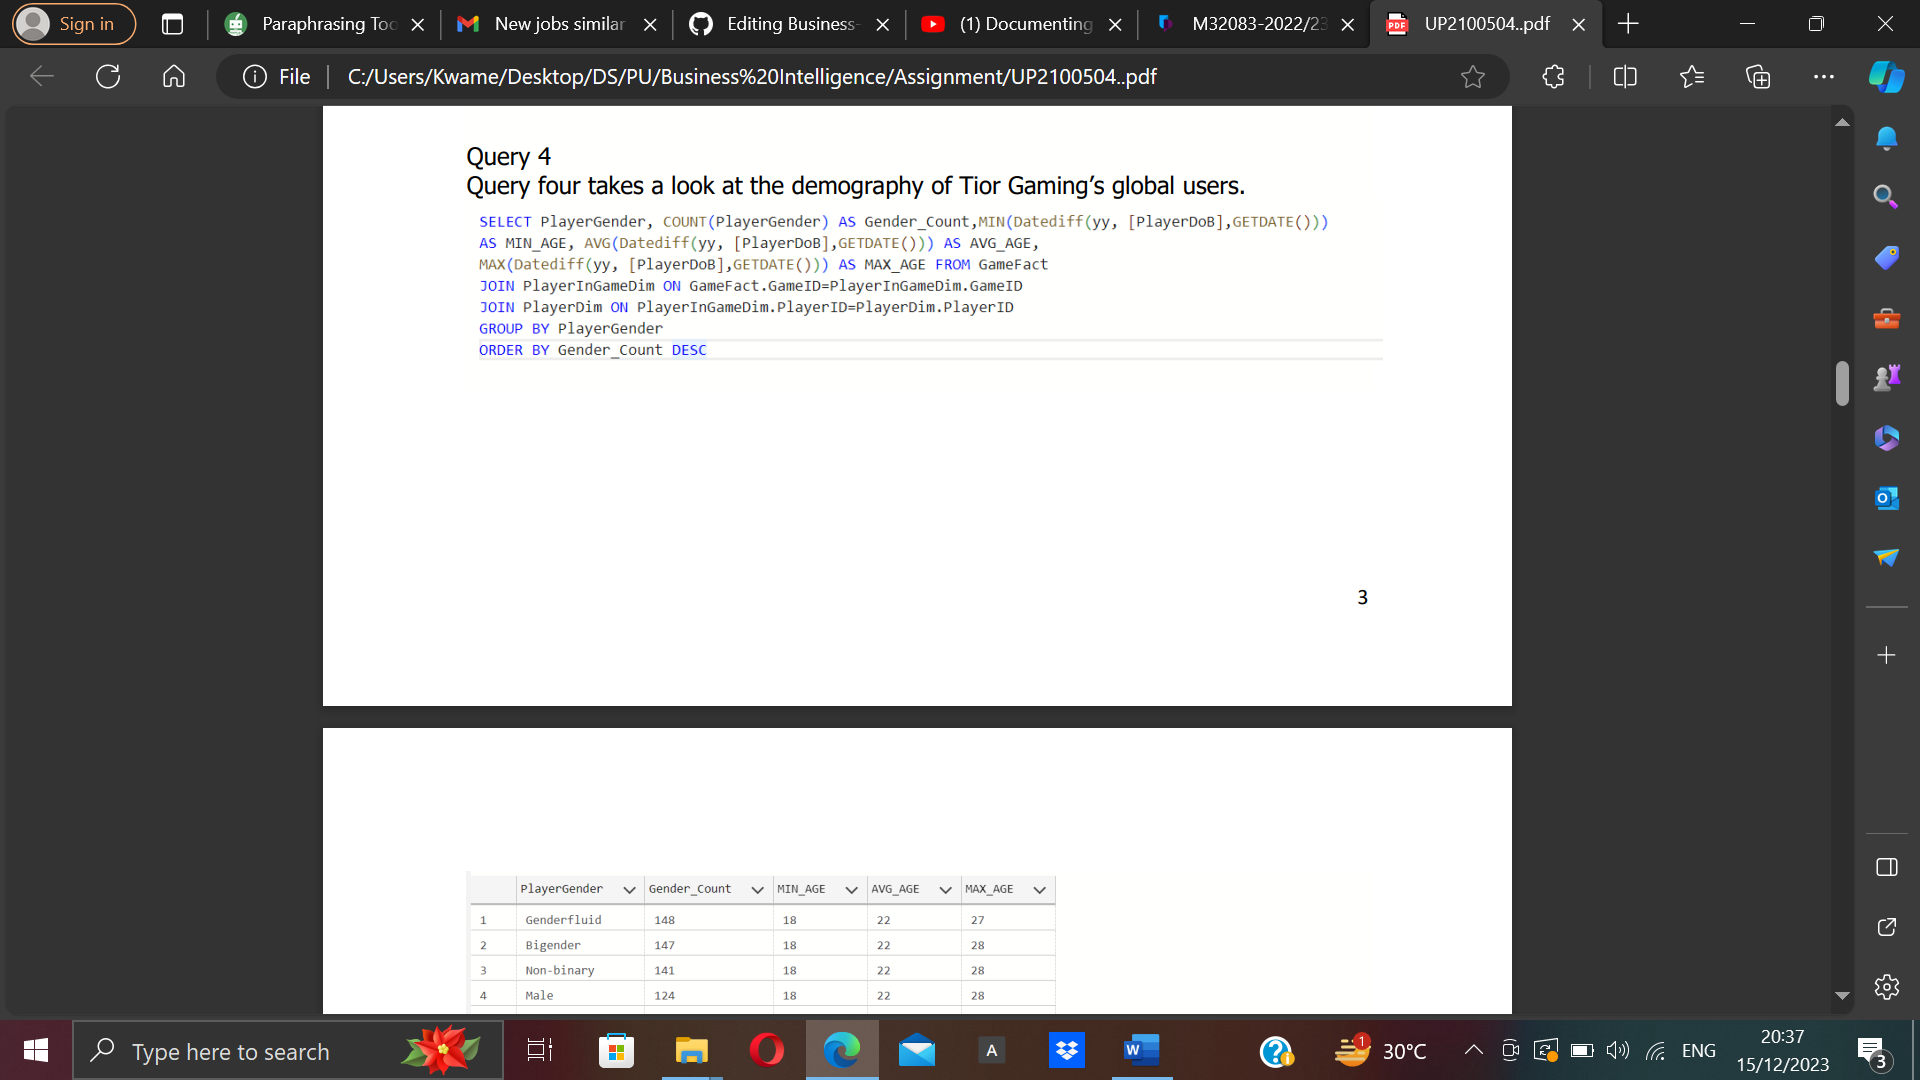 Sign in
Paraphrasing Too
New jobs similar
Editing Business-
(1) Documenting
M32083-2022/23
UP2100504..pdf
File
C:/Users/Kwame/Desktop/DS/PU/Business%20Intelligence/Assignment/UP2100504..pdf
Query 4
Query four takes a look at the demography of Tior Gaming’s global users.
SELECT PlayerGender, COUNT(PlayerGender) AS Gender_Count,MIN(Datediff(yy, [PlayerDoB],GETDATE()))
AS MIN_AGE, AVG(Datediff(yy, [PlayerDoB],GETDATE())) AS AVG_AGE,
MAX(Datediff(yy, [PlayerDoB],GETDATE())) AS MAX_AGE FROM GameFact
JOIN PlayerInGameDim ON GameFact.GameID=PlayerInGameDim.GameID
JOIN PlayerDim ON PlayerInGameDim.PlayerID=PlayerDim.PlayerID
GROUP BY PlayerGender
ORDER BY Gender_Count DESC
3
PlayerGender Gender_Count MIN_AGE AVG_AGE MAX_AGE
1 Genderfluid 148 18 22 27
2 Bigender 147 18 22 28
3 Non-binary 141 18 22 28
4 Male 124 18 22 28
Type here to search
A
W
1
30°C
ENG
20:37
15/12/2023
3